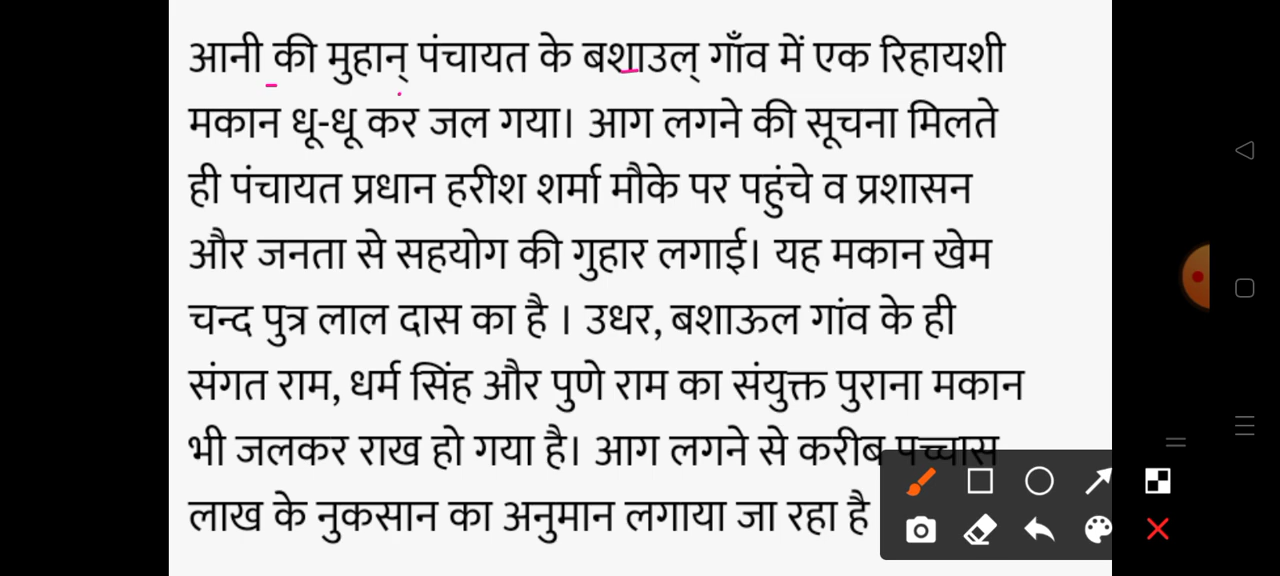 आनी की मुहान् पंचायत के बशाउल् गाँव में एक रिहायशी
मकान धू-धू कर जल गया। आग लगने की सूचना मिलते
ही पंचायत प्रधान हरीश शर्मा मौके पर पहुंचे व प्रशासन
और जनता से सहयोग की गुहार लगाई। यह मकान खेम
चन्द पुत्र लाल दास का है । उधर, बशाऊल गांव के ही
संगत राम, धर्म सिंह और पुणे राम का संयुक्त पुराना मकान
भी जलकर राख हो गया है। आग लगने से करीब पच्चास
लाख के नुकसान का अनुमान लगाया जा रहा है